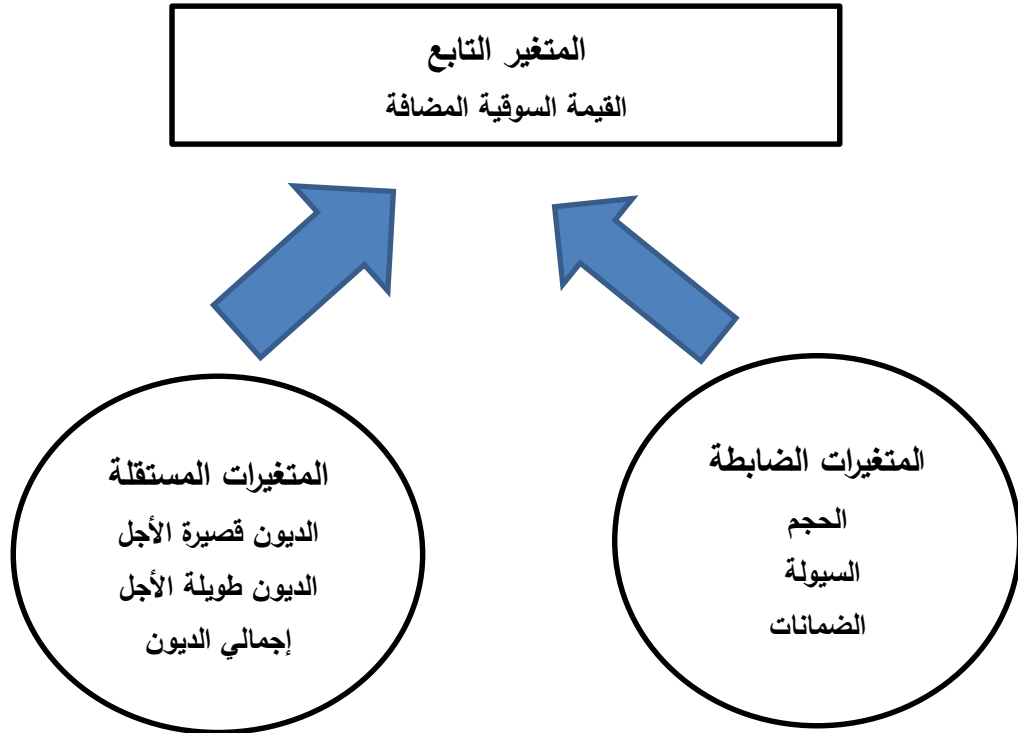 المتغير التابع
القيمة السوقية المضافة
المتغيرات الضابطة
الحجم
السيولة
الضمانات
المتغيرات المستقلة
الديون قصيرة الأجل
الديون طويلة الأجل
إجمالي الديون